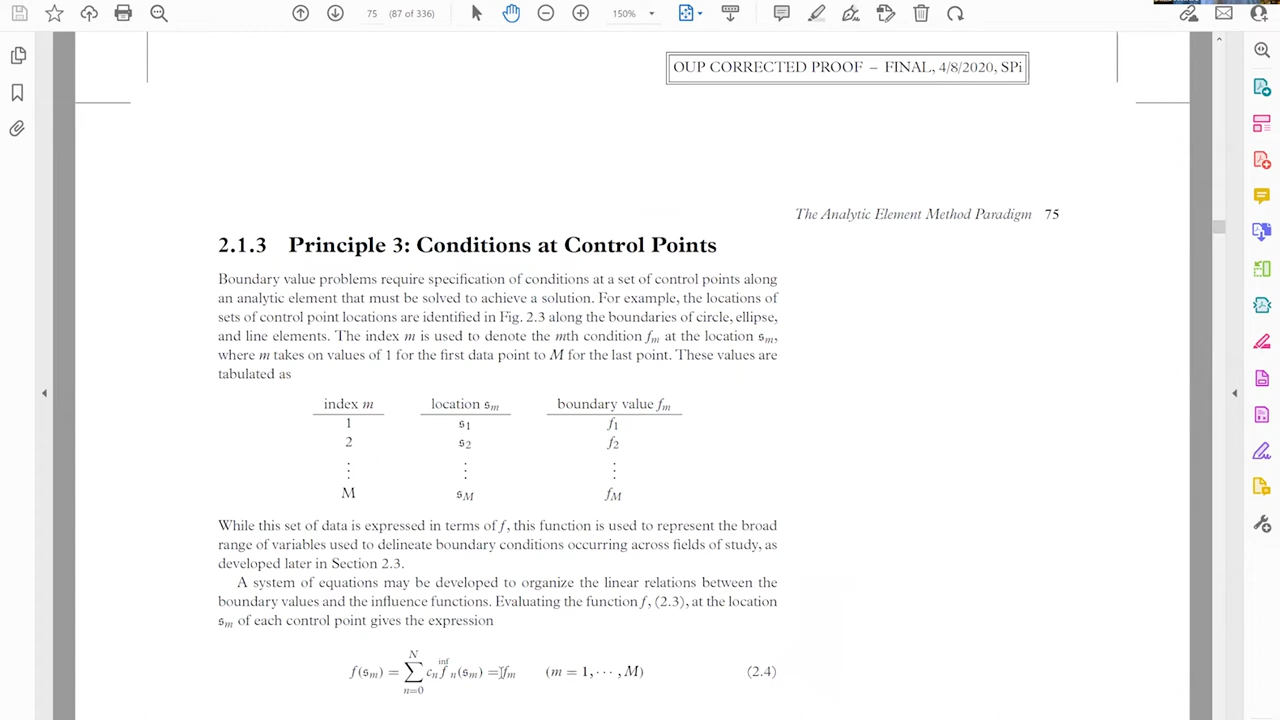 75 (87 of 336)
150%
OUP CORRECTED PROOF – FINAL, 4/8/2020, SPi
The Analytic Element Method Paradigm 75
2.1.3 Principle 3: Conditions at Control Points
Boundary value problems require specification of conditions at a set of control points along
an analytic element that must be solved to achieve a solution. For example, the locations of
sets of control point locations are identified in Fig. 2.3 along the boundaries of circle, ellipse,
and line elements. The index m is used to denote the mth condition fₘ at the location 𝔰ₘ,
where m takes on values of 1 for the first data point to M for the last point. These values are
tabulated as
index m location 𝔰ₘ boundary value fₘ
1 𝔰₁ f₁
2 𝔰₂ f₂
⋮ ⋮ ⋮
M 𝔰_M f_M
While this set of data is expressed in terms of f, this function is used to represent the broad
range of variables used to delineate boundary conditions occurring across fields of study, as
developed later in Section 2.3.
A system of equations may be developed to organize the linear relations between the
boundary values and the influence functions. Evaluating the function f, (2.3), at the location
𝔰ₘ of each control point gives the expression
f(𝔰ₘ) = ∑_{n=0}^{N} cₙ \overset{inf}{f}ₙ(𝔰ₘ) = fₘ (m = 1, ⋯ , M) (2.4)